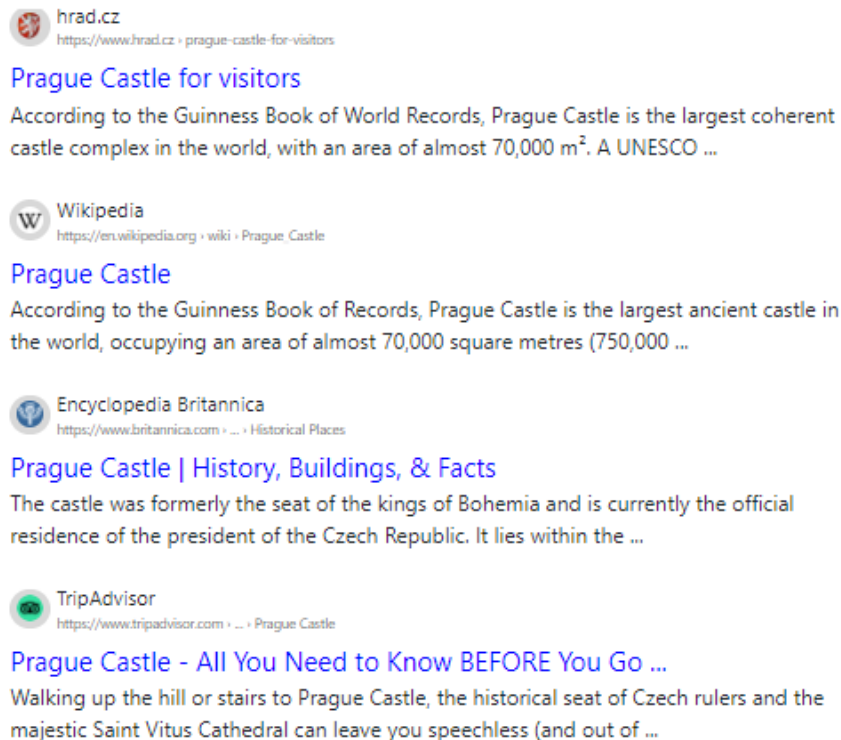 hrad.cz
https://www.hrad.cz › prague-castle-for-visitors
Prague Castle for visitors
According to the Guinness Book of World Records, Prague Castle is the largest coherent
castle complex in the world, with an area of almost 70,000 m². A UNESCO ...
W Wikipedia
https://en.wikipedia.org › wiki › Prague_Castle
Prague Castle
According to the Guinness Book of Records, Prague Castle is the largest ancient castle in
the world, occupying an area of almost 70,000 square metres (750,000 ...
Encyclopedia Britannica
https://www.britannica.com › ... › Historical Places
Prague Castle | History, Buildings, & Facts
The castle was formerly the seat of the kings of Bohemia and is currently the official
residence of the president of the Czech Republic. It lies within the ...
TripAdvisor
https://www.tripadvisor.com › ... › Prague Castle
Prague Castle - All You Need to Know BEFORE You Go ...
Walking up the hill or stairs to Prague Castle, the historical seat of Czech rulers and the
majestic Saint Vitus Cathedral can leave you speechless (and out of ...